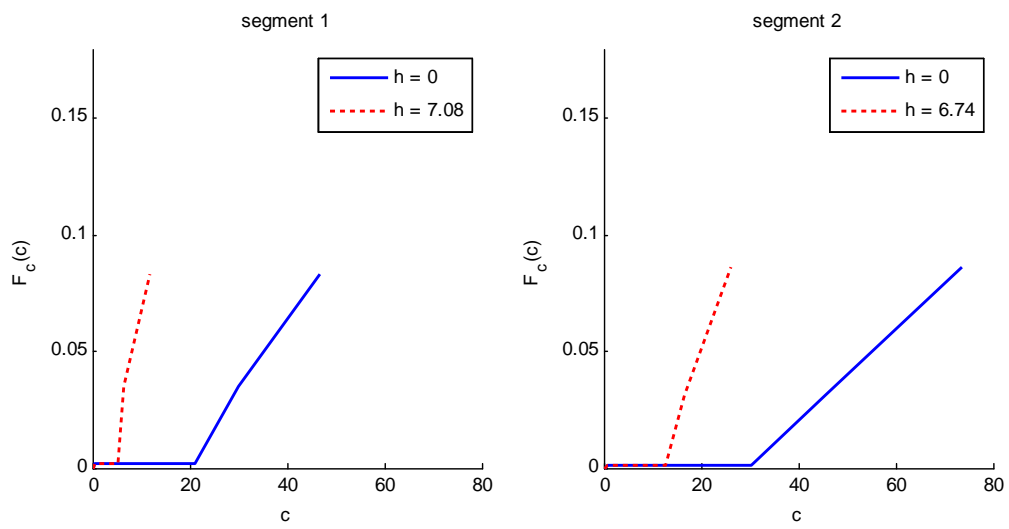 segment 1
h = 0
h = 7.08
0.15
0.1
0.05
0
F_c(c)
0
20
40
60
80
c
segment 2
h = 0
h = 6.74
0.15
0.1
0.05
0
F_c(c)
0
20
40
60
80
c